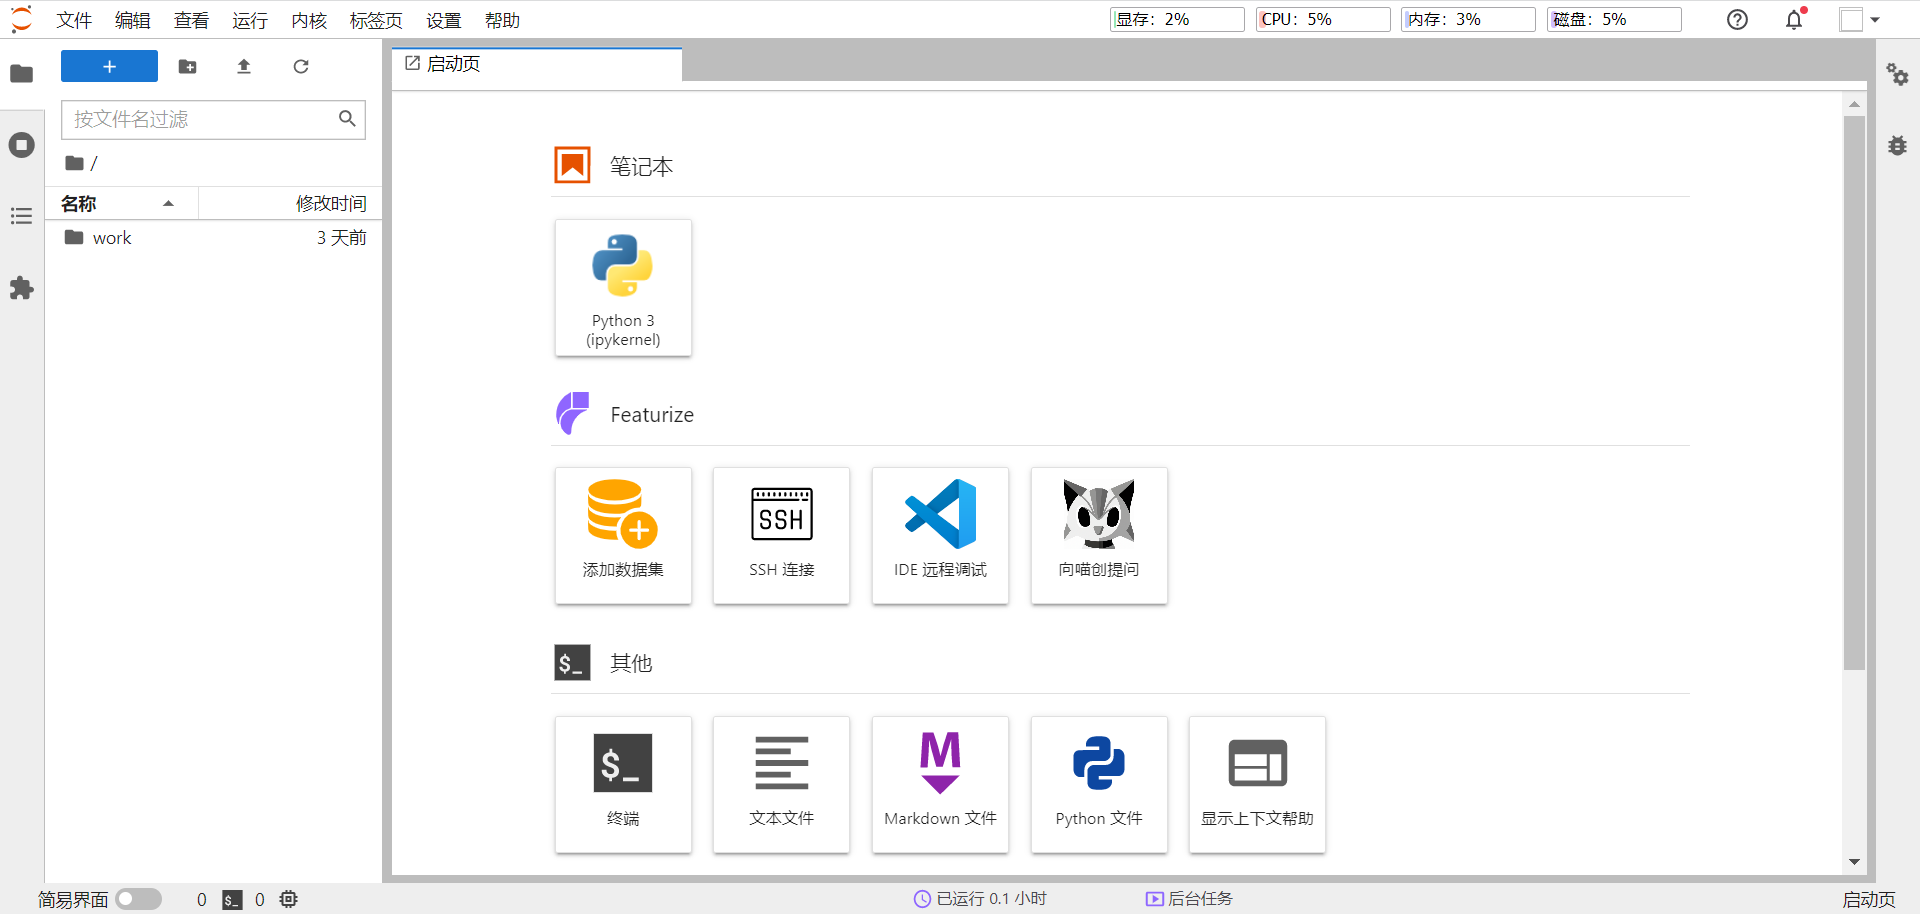 文件 编辑 查看 运行 内核 标签页 设置 帮助
显存：2% CPU：5% 内存：3% 磁盘：5%
+
启动页
按文件名过滤
/
名称 修改时间
work 3 天前
笔记本
Python 3
(ipykernel)
Featurize
SSH
添加数据集 SSH 连接 IDE 远程调试 向喵创提问
$_ 其他
$_ M
终端 文本文件 Markdown 文件 Python 文件 显示上下文帮助
简易界面 0 $_ 0 已运行 0.1 小时 后台任务 启动页